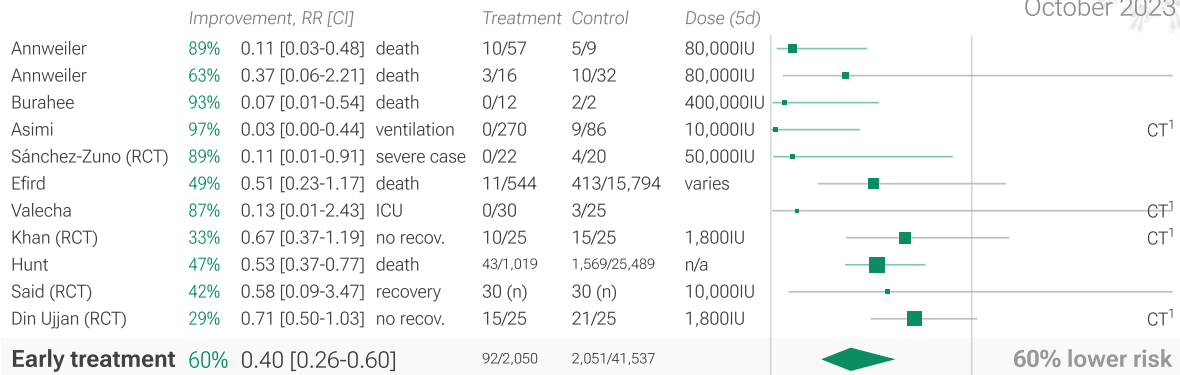 October 2023
Improvement, RR [CI] Treatment Control Dose (5d)
Annweiler 89% 0.11 [0.03-0.48] death 10/57 5/9 80,000IU
Annweiler 63% 0.37 [0.06-2.21] death 3/16 10/32 80,000IU
Burahee 93% 0.07 [0.01-0.54] death 0/12 2/2 400,000IU
Asimi 97% 0.03 [0.00-0.44] ventilation 0/270 9/86 10,000IU CT1
Sánchez-Zuno (RCT) 89% 0.11 [0.01-0.91] severe case 0/22 4/20 50,000IU
Efird 49% 0.51 [0.23-1.17] death 11/544 413/15,794 varies
Valecha 87% 0.13 [0.01-2.43] ICU 0/30 3/25 CT1
Khan (RCT) 33% 0.67 [0.37-1.19] no recov. 10/25 15/25 1,800IU CT1
Hunt 47% 0.53 [0.37-0.77] death 43/1,019 1,569/25,489 n/a
Said (RCT) 42% 0.58 [0.09-3.47] recovery 30 (n) 30 (n) 10,000IU
Din Ujjan (RCT) 29% 0.71 [0.50-1.03] no recov. 15/25 21/25 1,800IU CT1
Early treatment 60% 0.40 [0.26-0.60] 92/2,050 2,051/41,537 60% lower risk